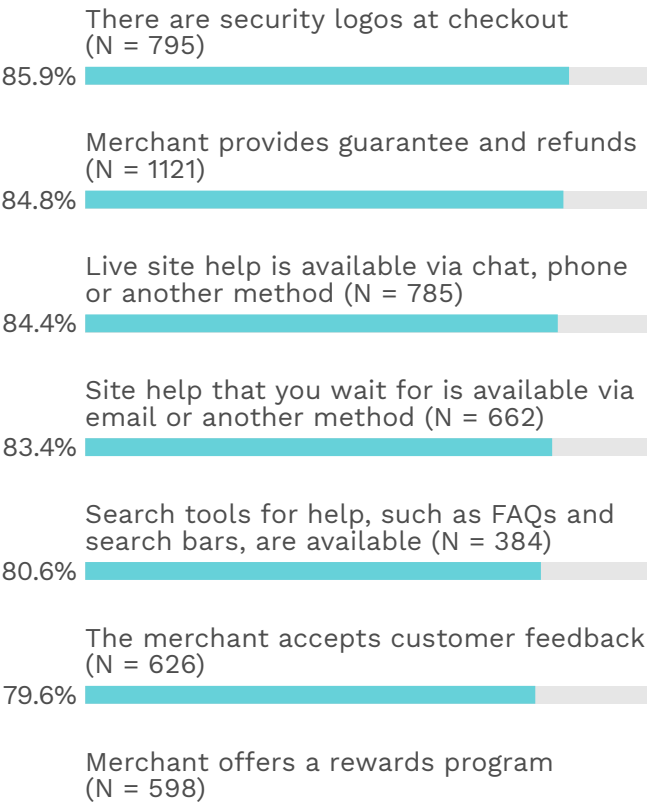 There are security logos at checkout
(N = 795)
85.9%
Merchant provides guarantee and refunds
(N = 1121)
84.8%
Live site help is available via chat, phone
or another method (N = 785)
84.4%
Site help that you wait for is available via
email or another method (N = 662)
83.4%
Search tools for help, such as FAQs and
search bars, are available (N = 384)
80.6%
The merchant accepts customer feedback
(N = 626)
79.6%
Merchant offers a rewards program
(N = 598)